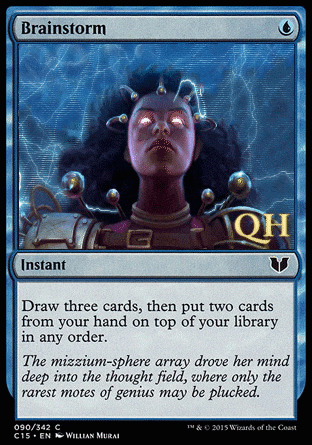 Brainstorm
QH
Instant
Draw three cards, then put two cards
from your hand on top of your library
in any order.
The mizzium-sphere array drove her mind
deep into the thought field, where only the
rarest motes of genius may be plucked.
090/342 C
C15 • EN Willian Murai
™ & © 2015 Wizards of the Coast